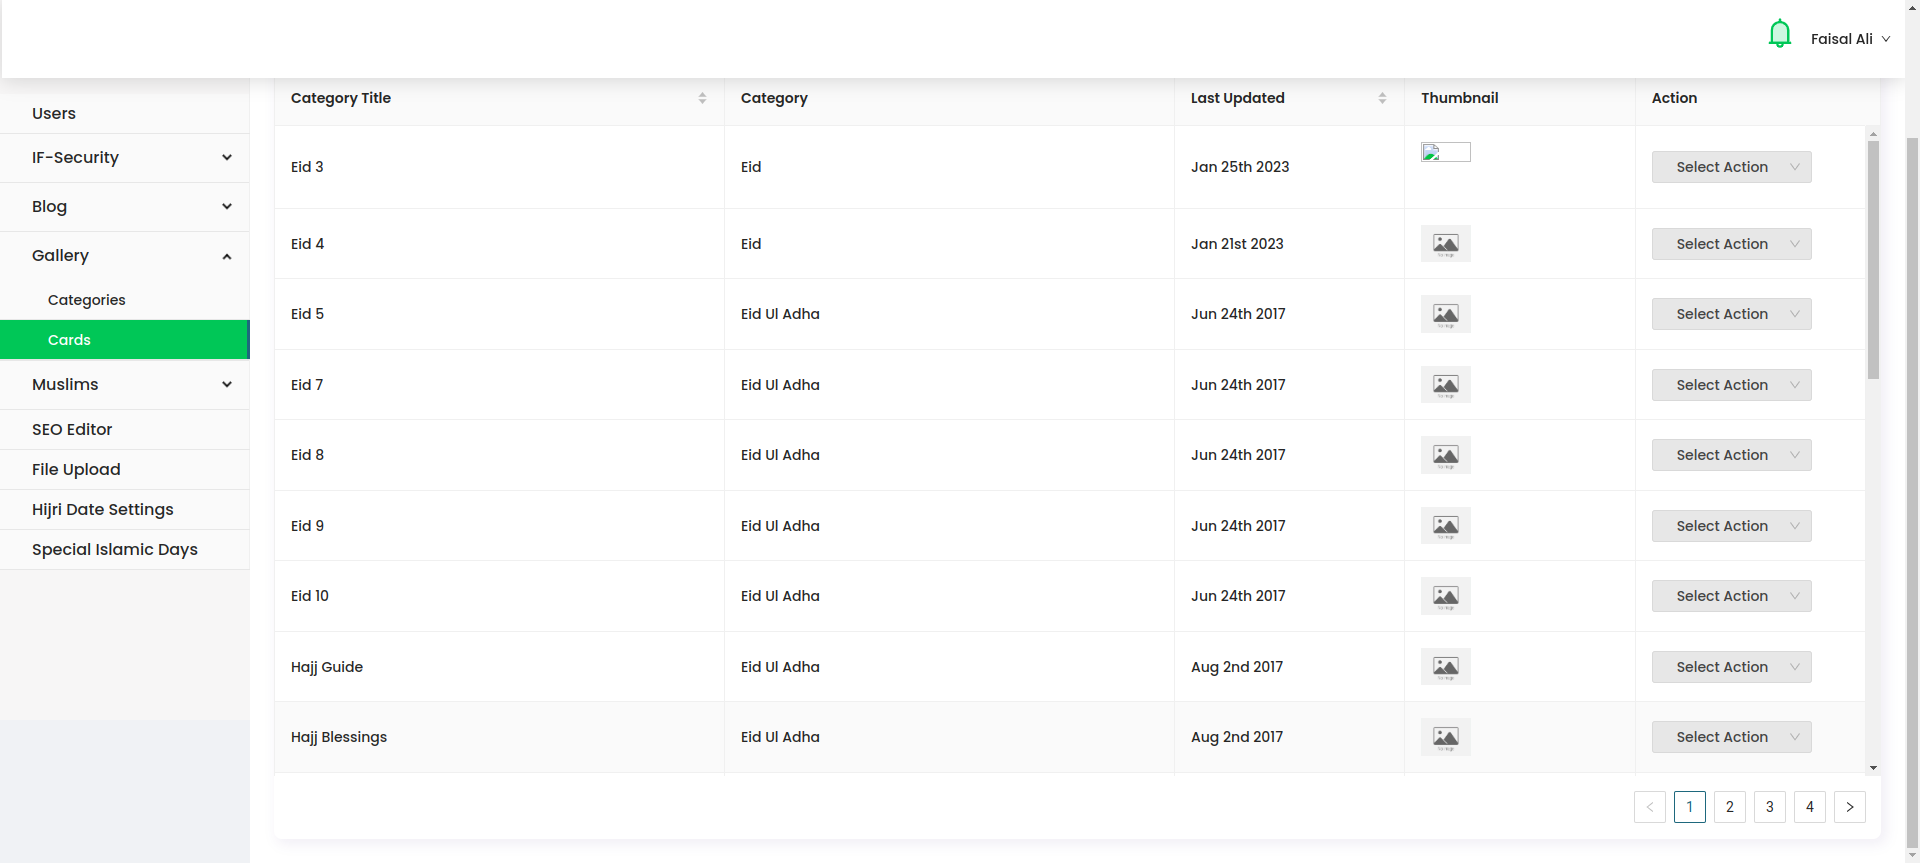 Faisal Ali
Users
IF-Security
Blog
Gallery
Categories
Cards
Muslims
SEO Editor
File Upload
Hijri Date Settings
Special Islamic Days
Category Title Category Last Updated Thumbnail Action
Eid 3 Eid Jan 25th 2023 Select Action
Eid 4 Eid Jan 21st 2023 Select Action
Eid 5 Eid Ul Adha Jun 24th 2017 Select Action
Eid 7 Eid Ul Adha Jun 24th 2017 Select Action
Eid 8 Eid Ul Adha Jun 24th 2017 Select Action
Eid 9 Eid Ul Adha Jun 24th 2017 Select Action
Eid 10 Eid Ul Adha Jun 24th 2017 Select Action
Hajj Guide Eid Ul Adha Aug 2nd 2017 Select Action
Hajj Blessings Eid Ul Adha Aug 2nd 2017 Select Action
< 1 2 3 4 >